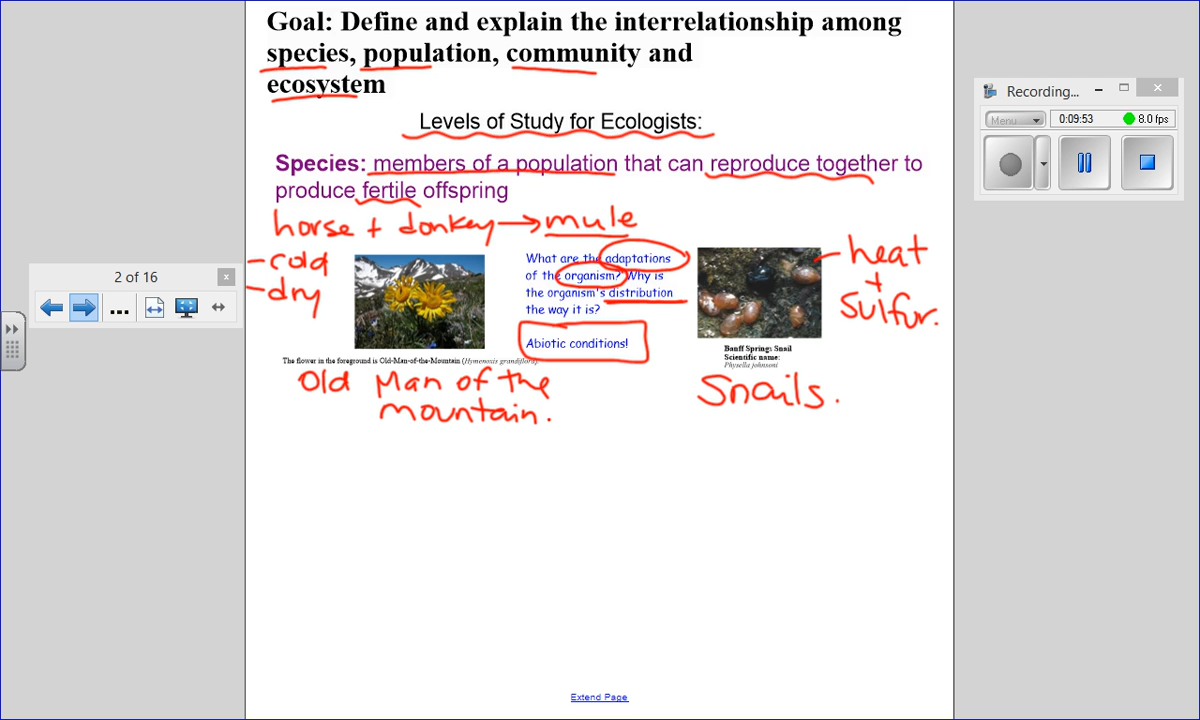 Goal: Define and explain the interrelationship among
species, population, community and
ecosystem
Levels of Study for Ecologists:
Species: members of a population that can reproduce together to
produce fertile offspring
horse + donkey → mule
- cold
- dry
What are the adaptations
of the organism? Why is
the organism's distribution
the way it is?
Abiotic conditions!
- heat
+
Sulfur.
The flower in the foreground is Old-Man-of-the-Mountain (Hymenoxis grandiflora).
Old Man of the
mountain.
Banff Springs Snail
Scientific name:
Physella johnsoni
Snails.
Extend Page
2 of 16
x
...
Recording...
Menu
0:09:53
8.0 fps